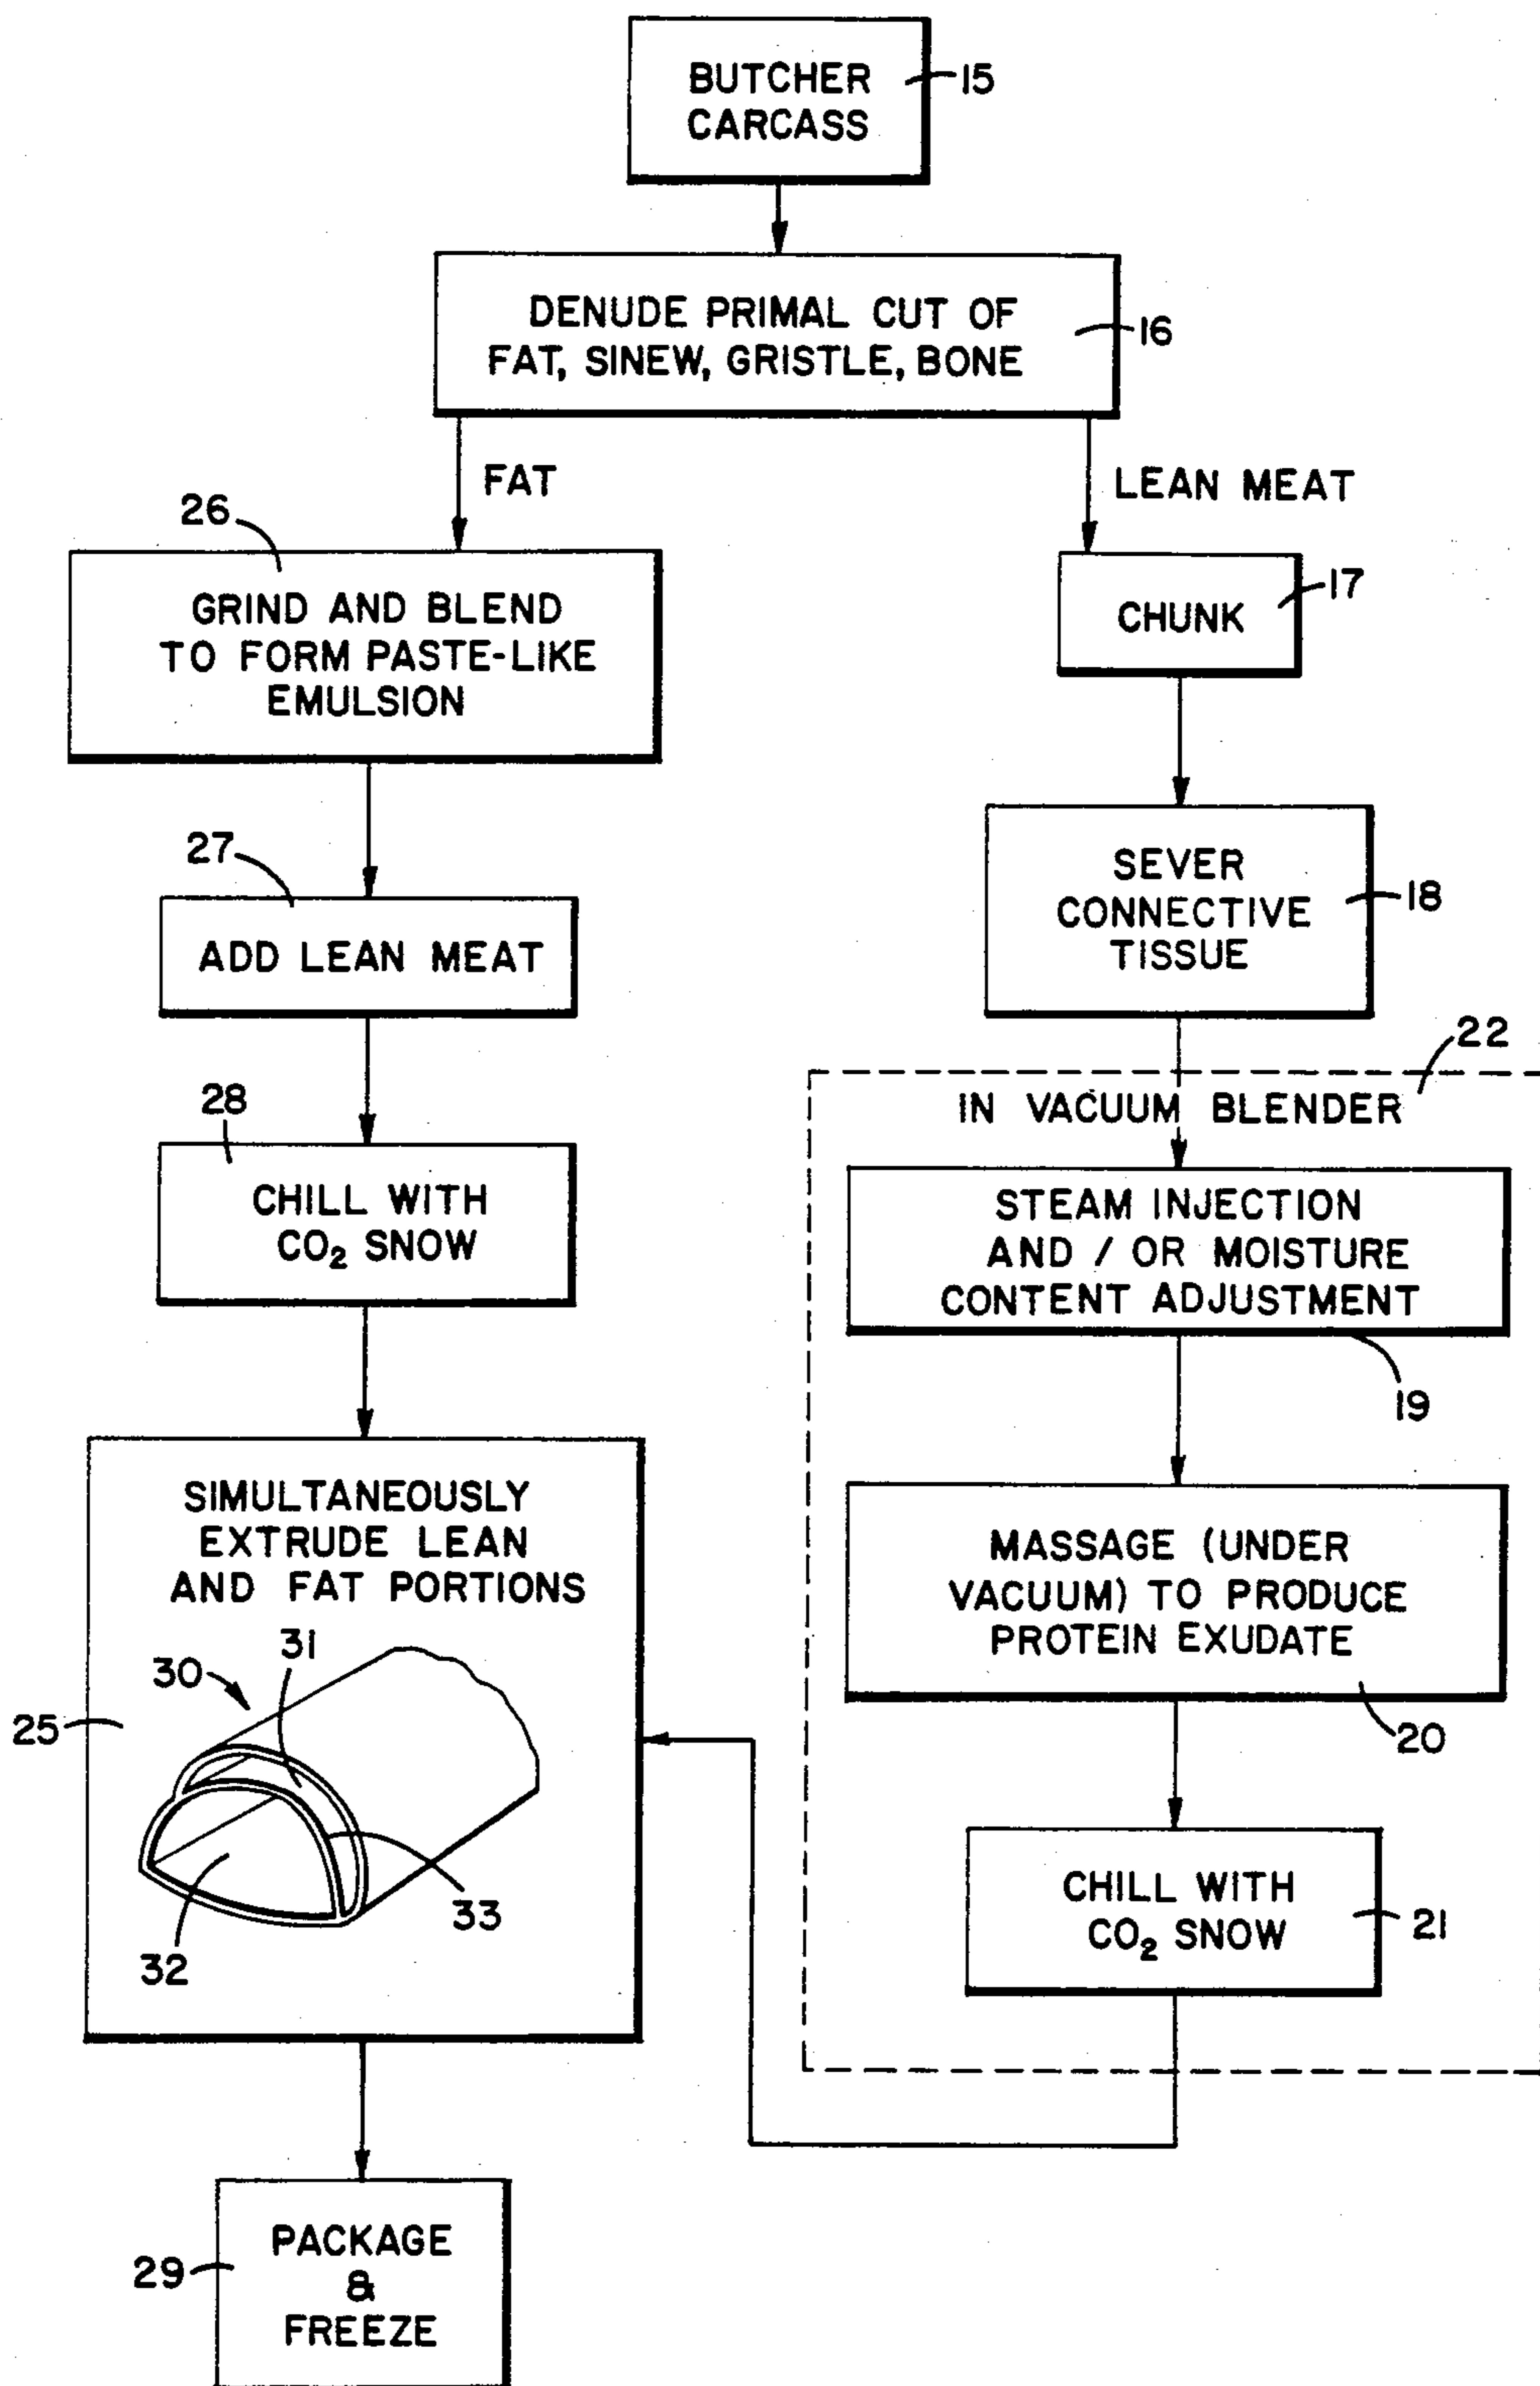 BUTCHER
CARCASS
15
DENUDE PRIMAL CUT OF
FAT, SINEW, GRISTLE, BONE
16
FAT
LEAN MEAT
26
GRIND AND BLEND
TO FORM PASTE-LIKE
EMULSION
CHUNK
17
27
ADD LEAN MEAT
SEVER
CONNECTIVE
TISSUE
18
28
CHILL WITH
CO₂ SNOW
22
IN VACUUM BLENDER
STEAM INJECTION
AND / OR MOISTURE
CONTENT ADJUSTMENT
19
SIMULTANEOUSLY
EXTRUDE LEAN
AND FAT PORTIONS
30
31
25
33
32
MASSAGE (UNDER
VACUUM) TO PRODUCE
PROTEIN EXUDATE
20
CHILL WITH
CO₂ SNOW
21
PACKAGE
&
FREEZE
29